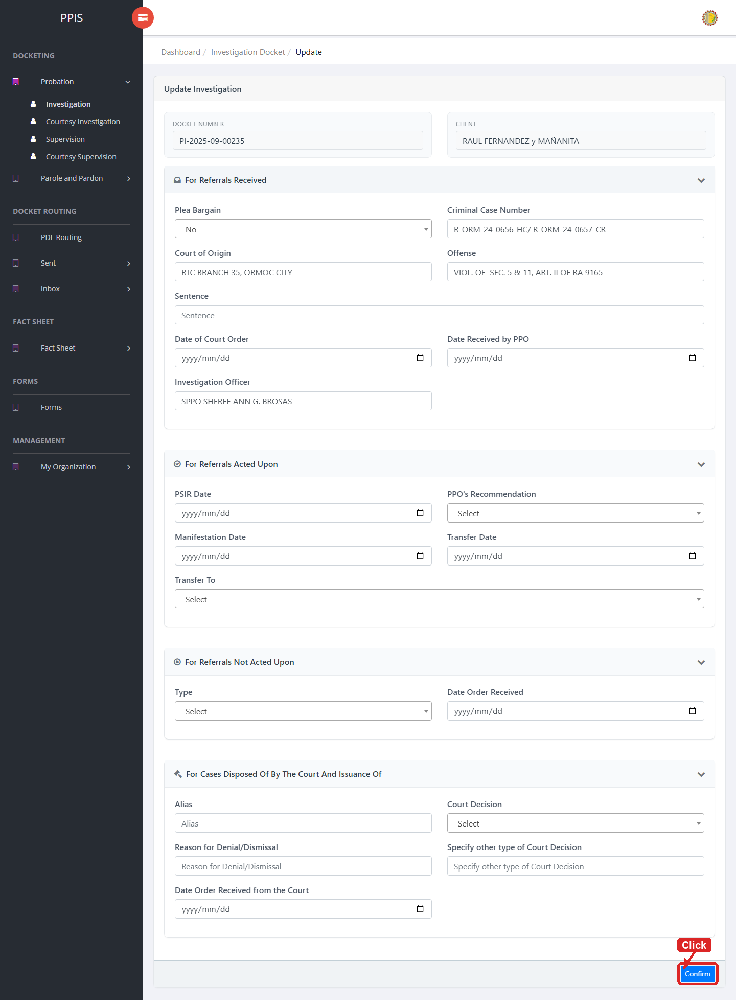 PPIS
DOCKETING
Probation
Investigation
Courtesy Investigation
Supervision
Courtesy Supervision
Parole and Pardon
DOCKET ROUTING
PDL Routing
Sent
Inbox
FACT SHEET
Fact Sheet
FORMS
Forms
MANAGEMENT
My Organization
Dashboard / Investigation Docket / Update
Update Investigation
DOCKET NUMBER
PI-2025-09-00235
CLIENT
RAUL FERNANDEZ y MAÑANITA
For Referrals Received
Plea Bargain
No
Criminal Case Number
R-ORM-24-0656-HC/ R-ORM-24-0657-CR
Court of Origin
RTC BRANCH 35, ORMOC CITY
Offense
VIOL. OF  SEC. 5 & 11, ART. II OF RA 9165
Sentence
Sentence
Date of Court Order
yyyy/mm/dd
Date Received by PPO
yyyy/mm/dd
Investigation Officer
SPPO SHEREE ANN G. BROSAS
For Referrals Acted Upon
PSIR Date
yyyy/mm/dd
PPO's Recommendation
Select
Manifestation Date
yyyy/mm/dd
Transfer Date
yyyy/mm/dd
Transfer To
Select
For Referrals Not Acted Upon
Type
Select
Date Order Received
yyyy/mm/dd
For Cases Disposed Of By The Court And Issuance Of
Alias
Alias
Court Decision
Select
Reason for Denial/Dismissal
Reason for Denial/Dismissal
Specify other type of Court Decision
Specify other type of Court Decision
Date Order Received from the Court
yyyy/mm/dd
Click
Confirm